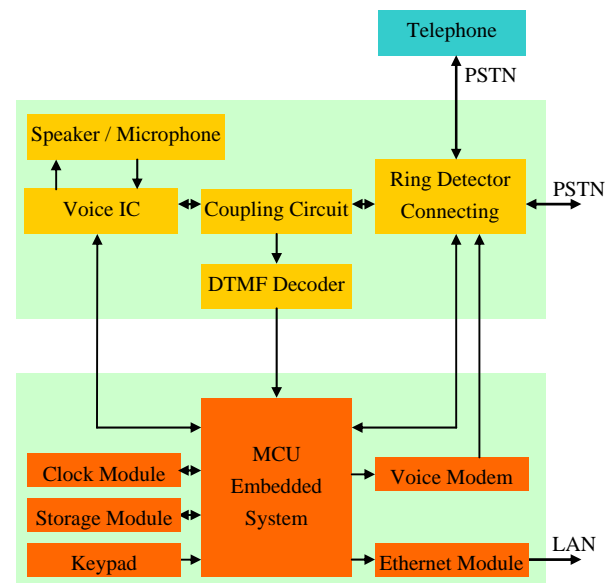 Telephone
PSTN
Speaker / Microphone
Ring Detector
Connecting
PSTN
Voice IC
Coupling Circuit
DTMF Decoder
MCU
Embedded
System
Clock Module
Voice Modem
Storage Module
Keypad
Ethernet Module
LAN